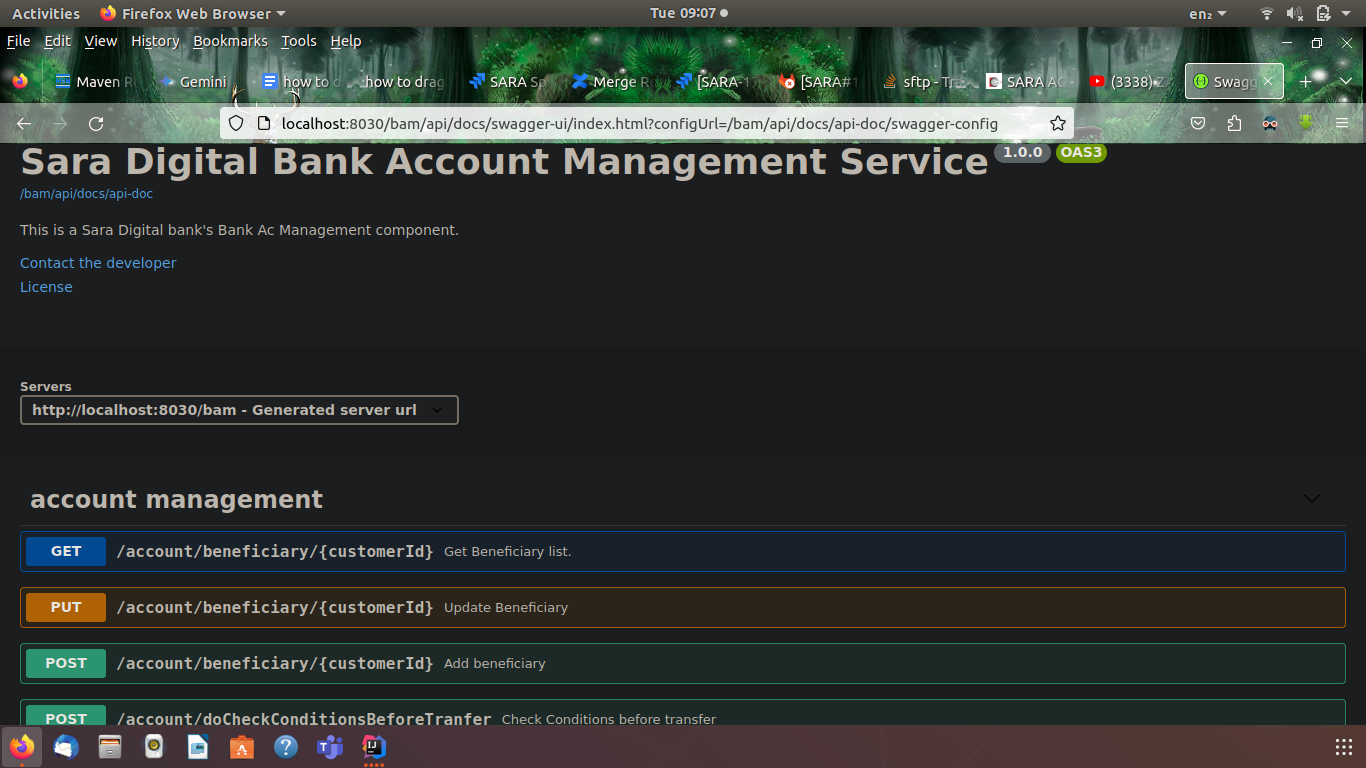 Activities Firefox Web Browser Tue 09:07 en₂
File Edit View History Bookmarks Tools Help
Maven R Gemini how to d how to drag SARA Sp Merge R [SARA-1 [SARA#1 sftp - Tr SARA AC (3338) Z Swagg
localhost:8030/bam/api/docs/swagger-ui/index.html?configUrl=/bam/api/docs/api-doc/swagger-config
Sara Digital Bank Account Management Service 1.0.0 OAS3
/bam/api/docs/api-doc
This is a Sara Digital bank's Bank Ac Management component.
Contact the developer
License
Servers
http://localhost:8030/bam - Generated server url
account management
GET /account/beneficiary/{customerId} Get Beneficiary list.
PUT /account/beneficiary/{customerId} Update Beneficiary
POST /account/beneficiary/{customerId} Add beneficiary
POST /account/doCheckConditionsBeforeTranfer Check Conditions before transfer